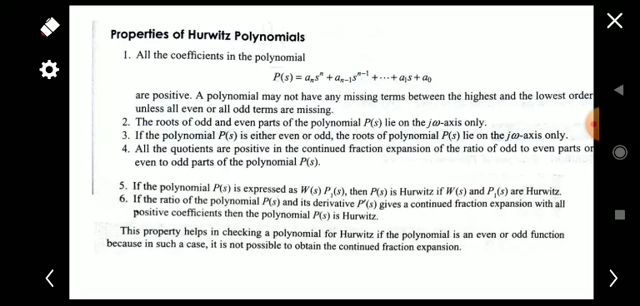 Properties of Hurwitz Polynomials
1. All the coefficients in the polynomial
P(s) = aₙsⁿ + aₙ₋₁sⁿ⁻¹ + ··· + a₁s + a₀
are positive. A polynomial may not have any missing terms between the highest and the lowest order
unless all even or all odd terms are missing.
2. The roots of odd and even parts of the polynomial P(s) lie on the jω-axis only.
3. If the polynomial P(s) is either even or odd, the roots of polynomial P(s) lie on the jω-axis only.
4. All the quotients are positive in the continued fraction expansion of the ratio of odd to even parts or
even to odd parts of the polynomial P(s).
5. If the polynomial P(s) is expressed as W(s) P₁(s), then P(s) is Hurwitz if W(s) and P₁(s) are Hurwitz.
6. If the ratio of the polynomial P(s) and its derivative P′(s) gives a continued fraction expansion with all
positive coefficients then the polynomial P(s) is Hurwitz.
This property helps in checking a polynomial for Hurwitz if the polynomial is an even or odd function
because in such a case, it is not possible to obtain the continued fraction expansion.